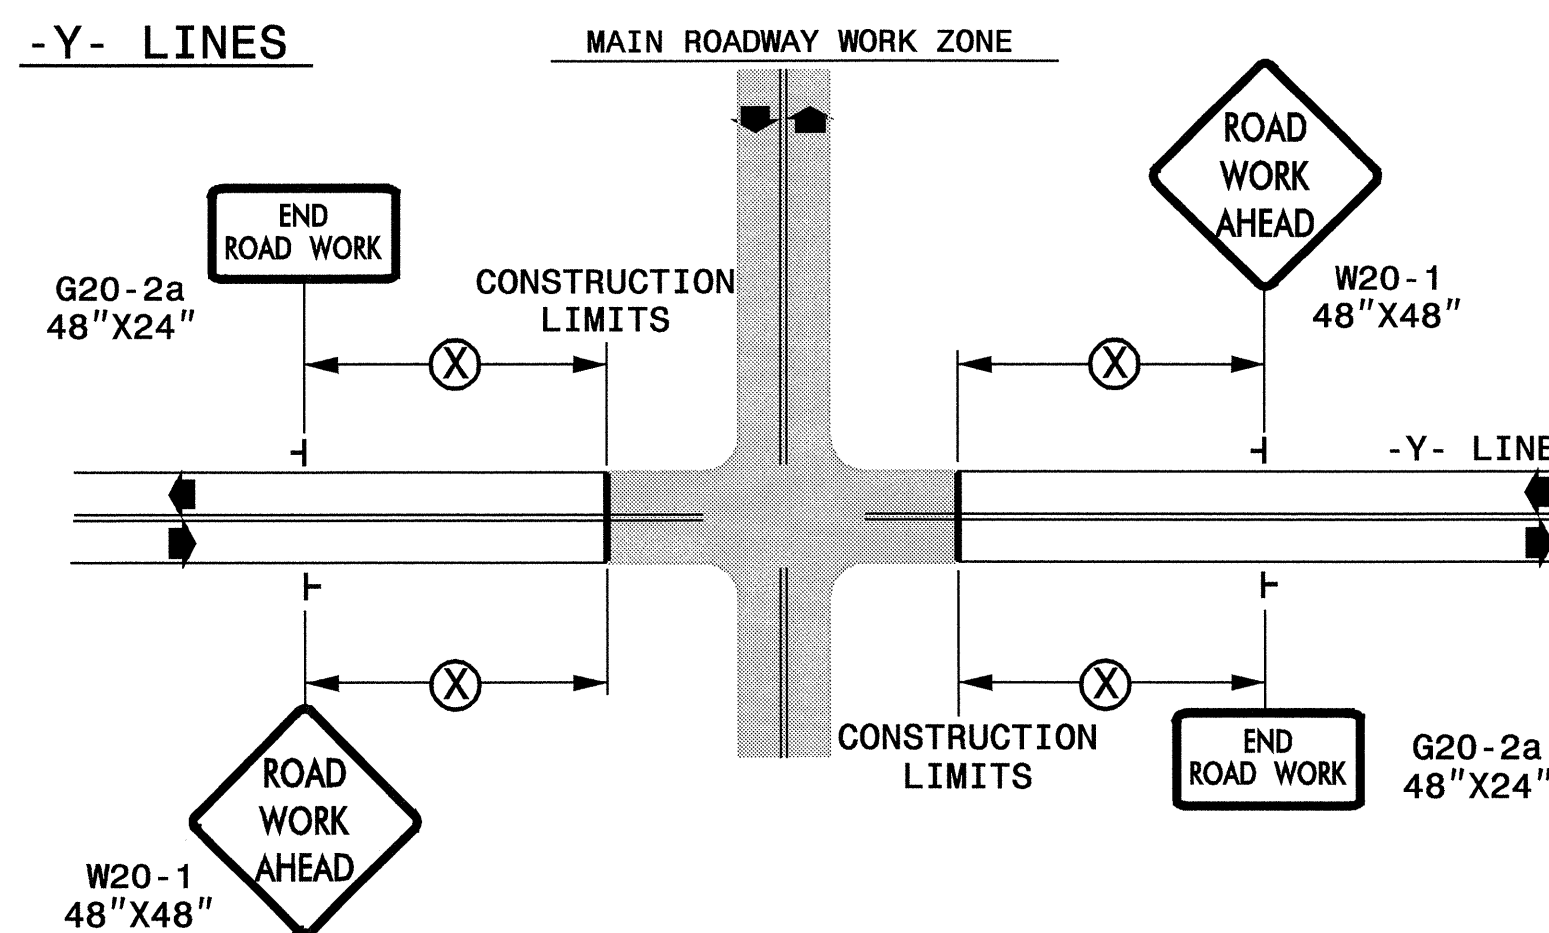 -Y- LINES
MAIN ROADWAY WORK ZONE
ROAD
WORK
AHEAD
W20-1
48"X48"
END
ROAD WORK
G20-2a
48"X24"
CONSTRUCTION
LIMITS
X
X
-Y- LINE
X
X
ROAD
WORK
AHEAD
W20-1
48"X48"
CONSTRUCTION
LIMITS
END
ROAD WORK
G20-2a
48"X24"